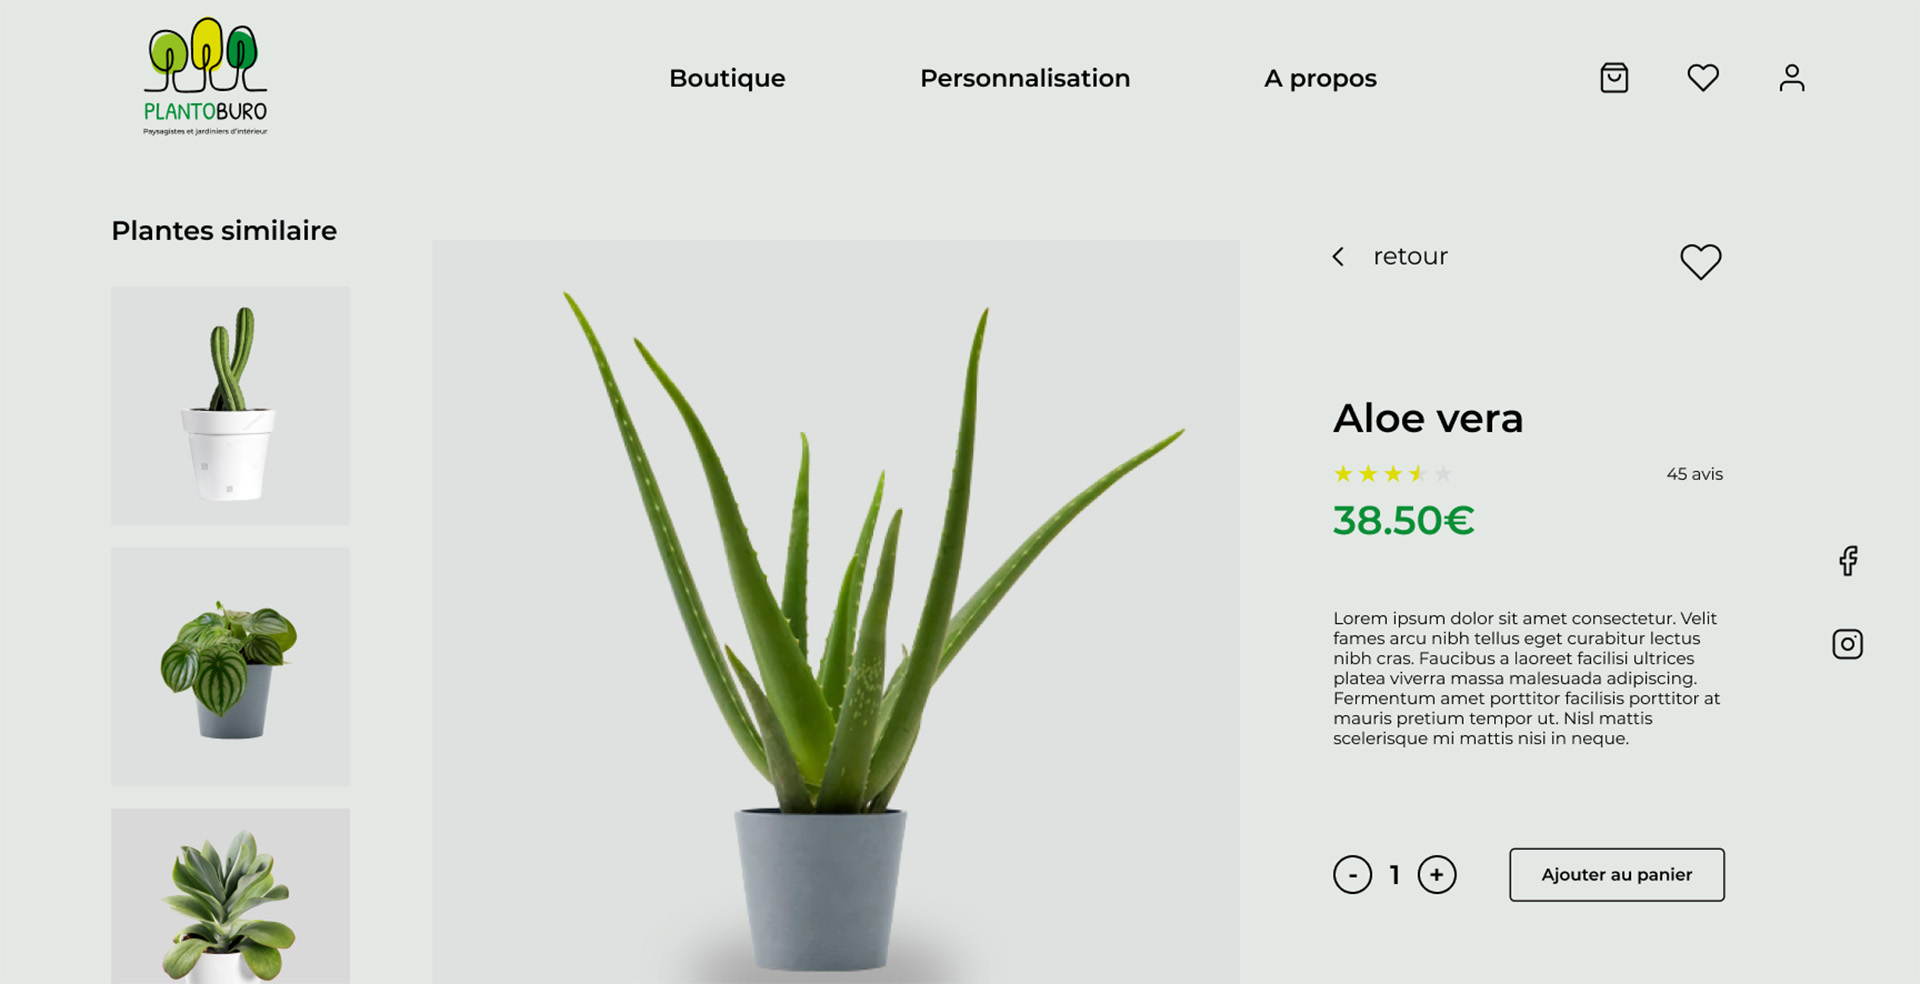 PLANTOBURO
Paysagistes et jardiniers d'intérieur
Boutique
Personnalisation
A propos
Plantes similaire
retour
Aloe vera
45 avis
38.50€
Lorem ipsum dolor sit amet consectetur. Velit
fames arcu nibh tellus eget curabitur lectus
nibh cras. Faucibus a laoreet facilisi ultrices
platea viverra massa malesuada adipiscing.
Fermentum amet porttitor facilisis porttitor at
mauris pretium tempor ut. Nisl mattis
scelerisque mi mattis nisi in neque.
- 1 +
Ajouter au panier